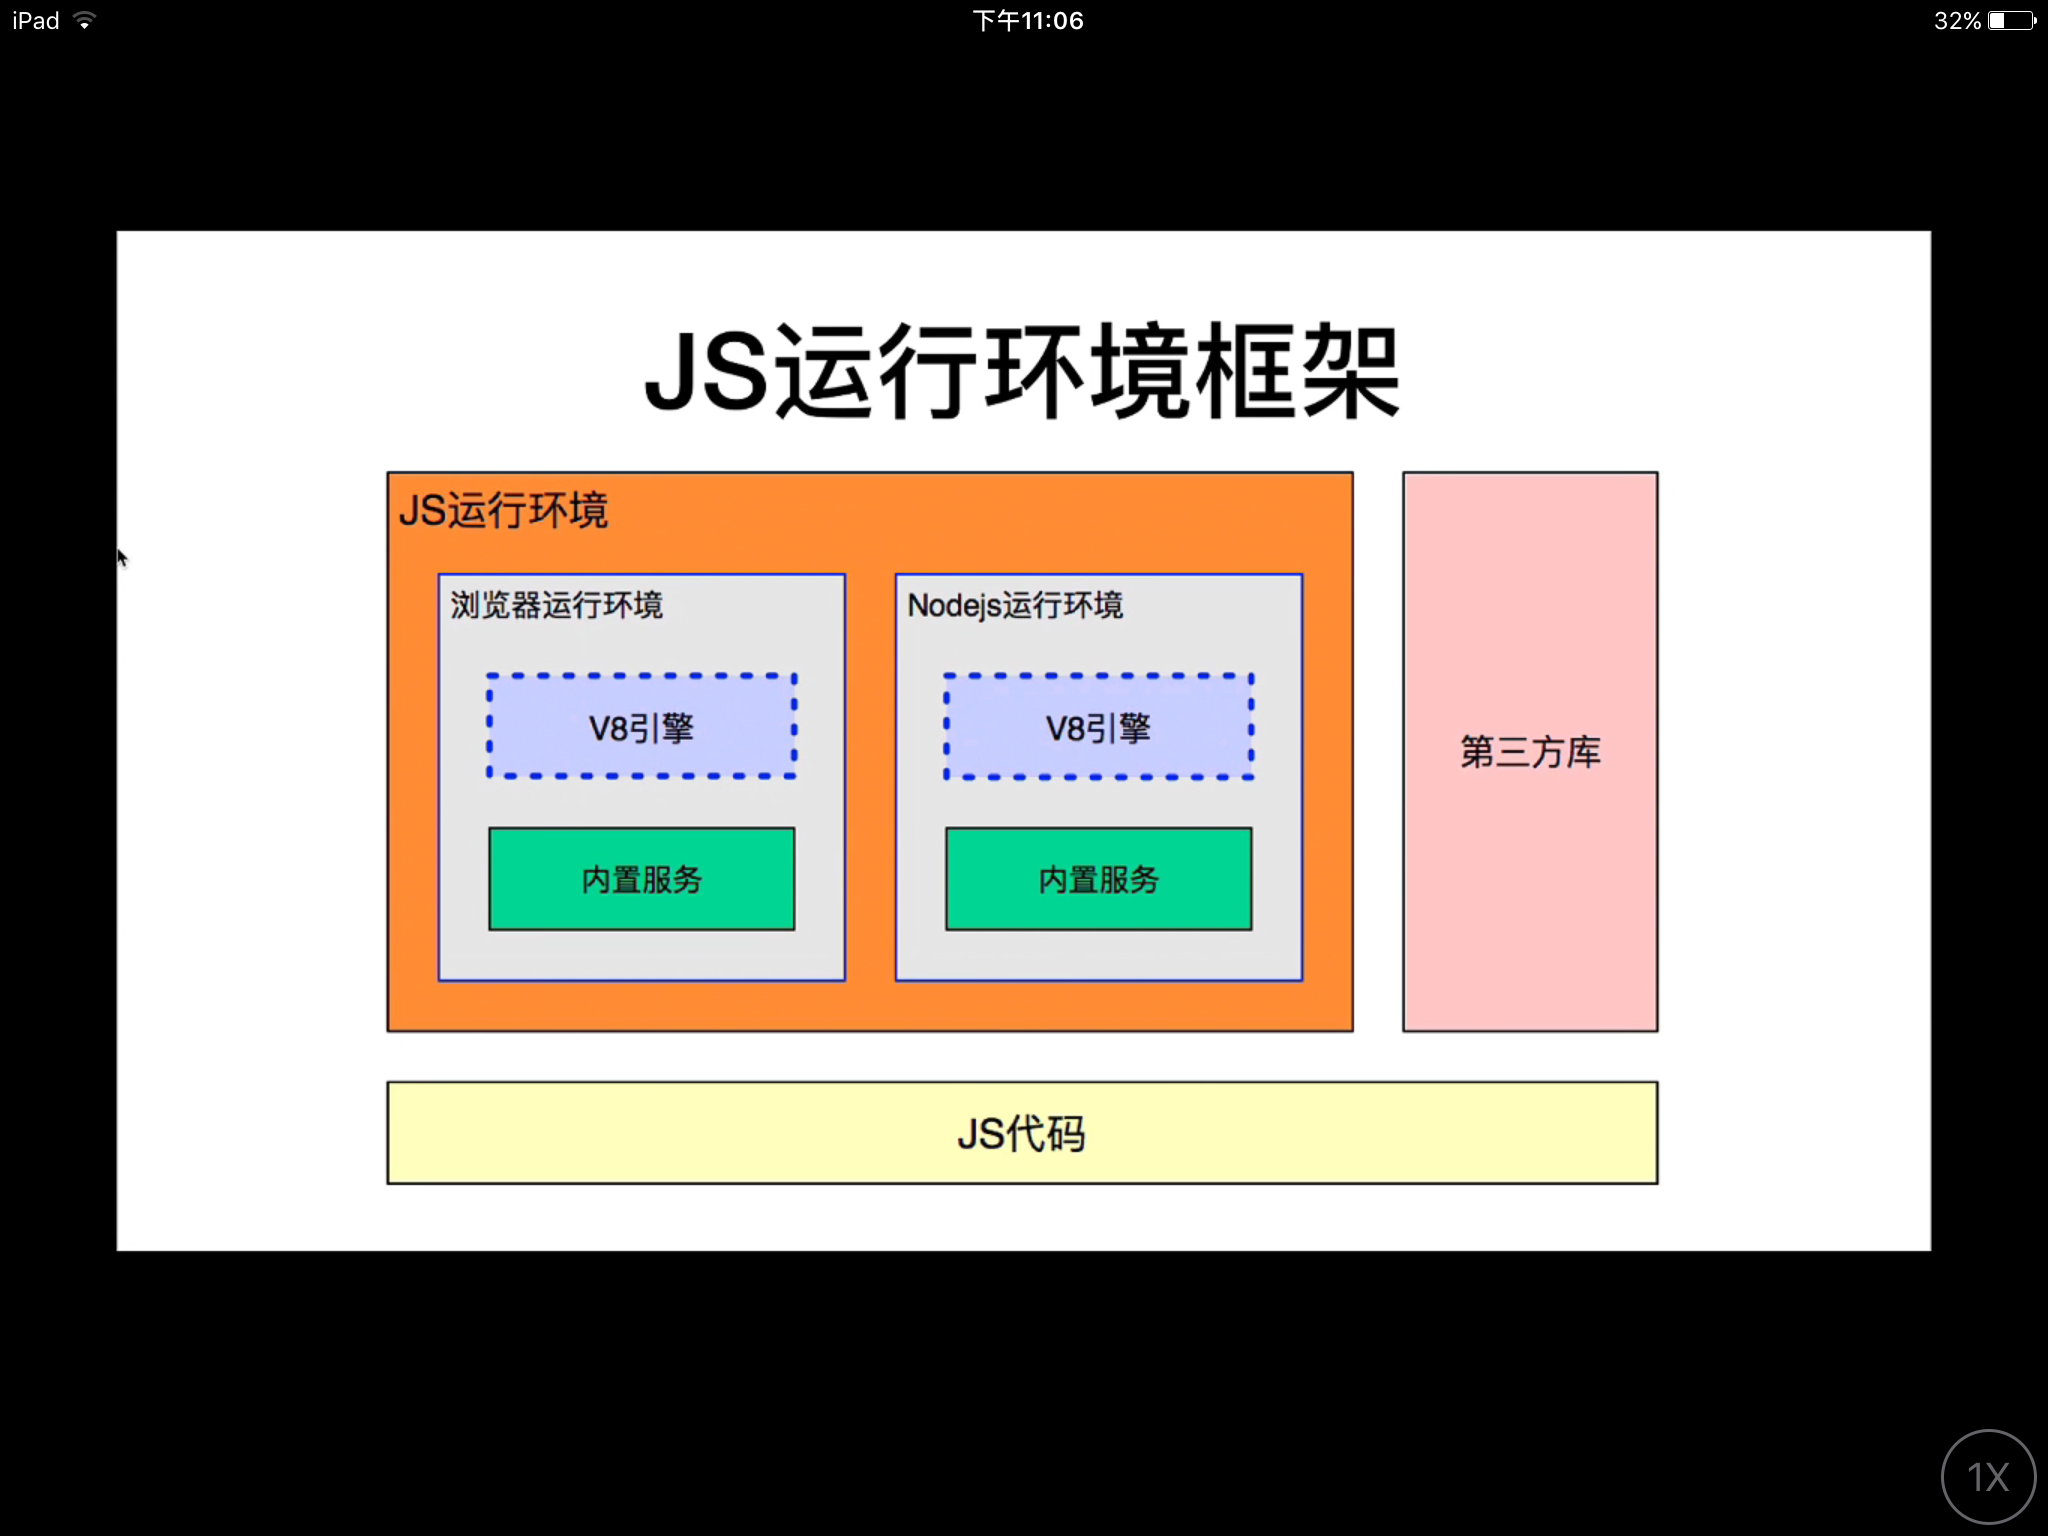 iPad
下午11:06
32%
JS运行环境框架
JS运行环境
浏览器运行环境
Nodejs运行环境
V8引擎
V8引擎
内置服务
内置服务
第三方库
JS代码
1X